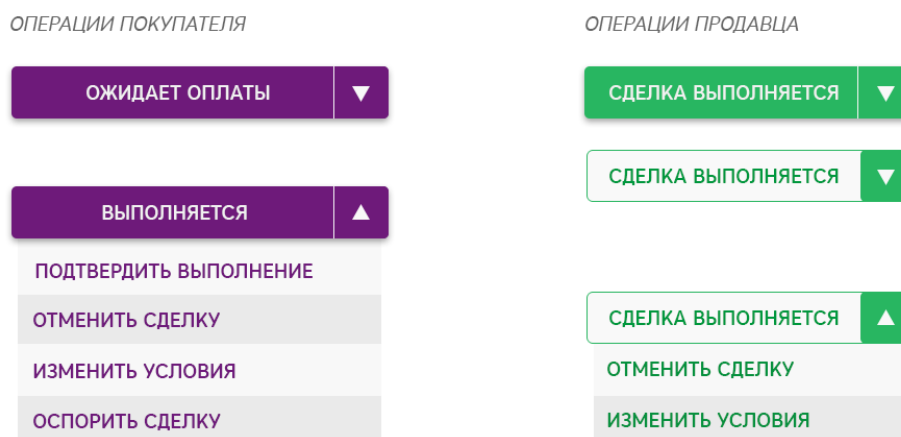 ОПЕРАЦИИ ПОКУПАТЕЛЯ
ОЖИДАЕТ ОПЛАТЫ
ВЫПОЛНЯЕТСЯ
ПОДТВЕРДИТЬ ВЫПОЛНЕНИЕ
ОТМЕНИТЬ СДЕЛКУ
ИЗМЕНИТЬ УСЛОВИЯ
ОСПОРИТЬ СДЕЛКУ
ОПЕРАЦИИ ПРОДАВЦА
СДЕЛКА ВЫПОЛНЯЕТСЯ
СДЕЛКА ВЫПОЛНЯЕТСЯ
СДЕЛКА ВЫПОЛНЯЕТСЯ
ОТМЕНИТЬ СДЕЛКУ
ИЗМЕНИТЬ УСЛОВИЯ